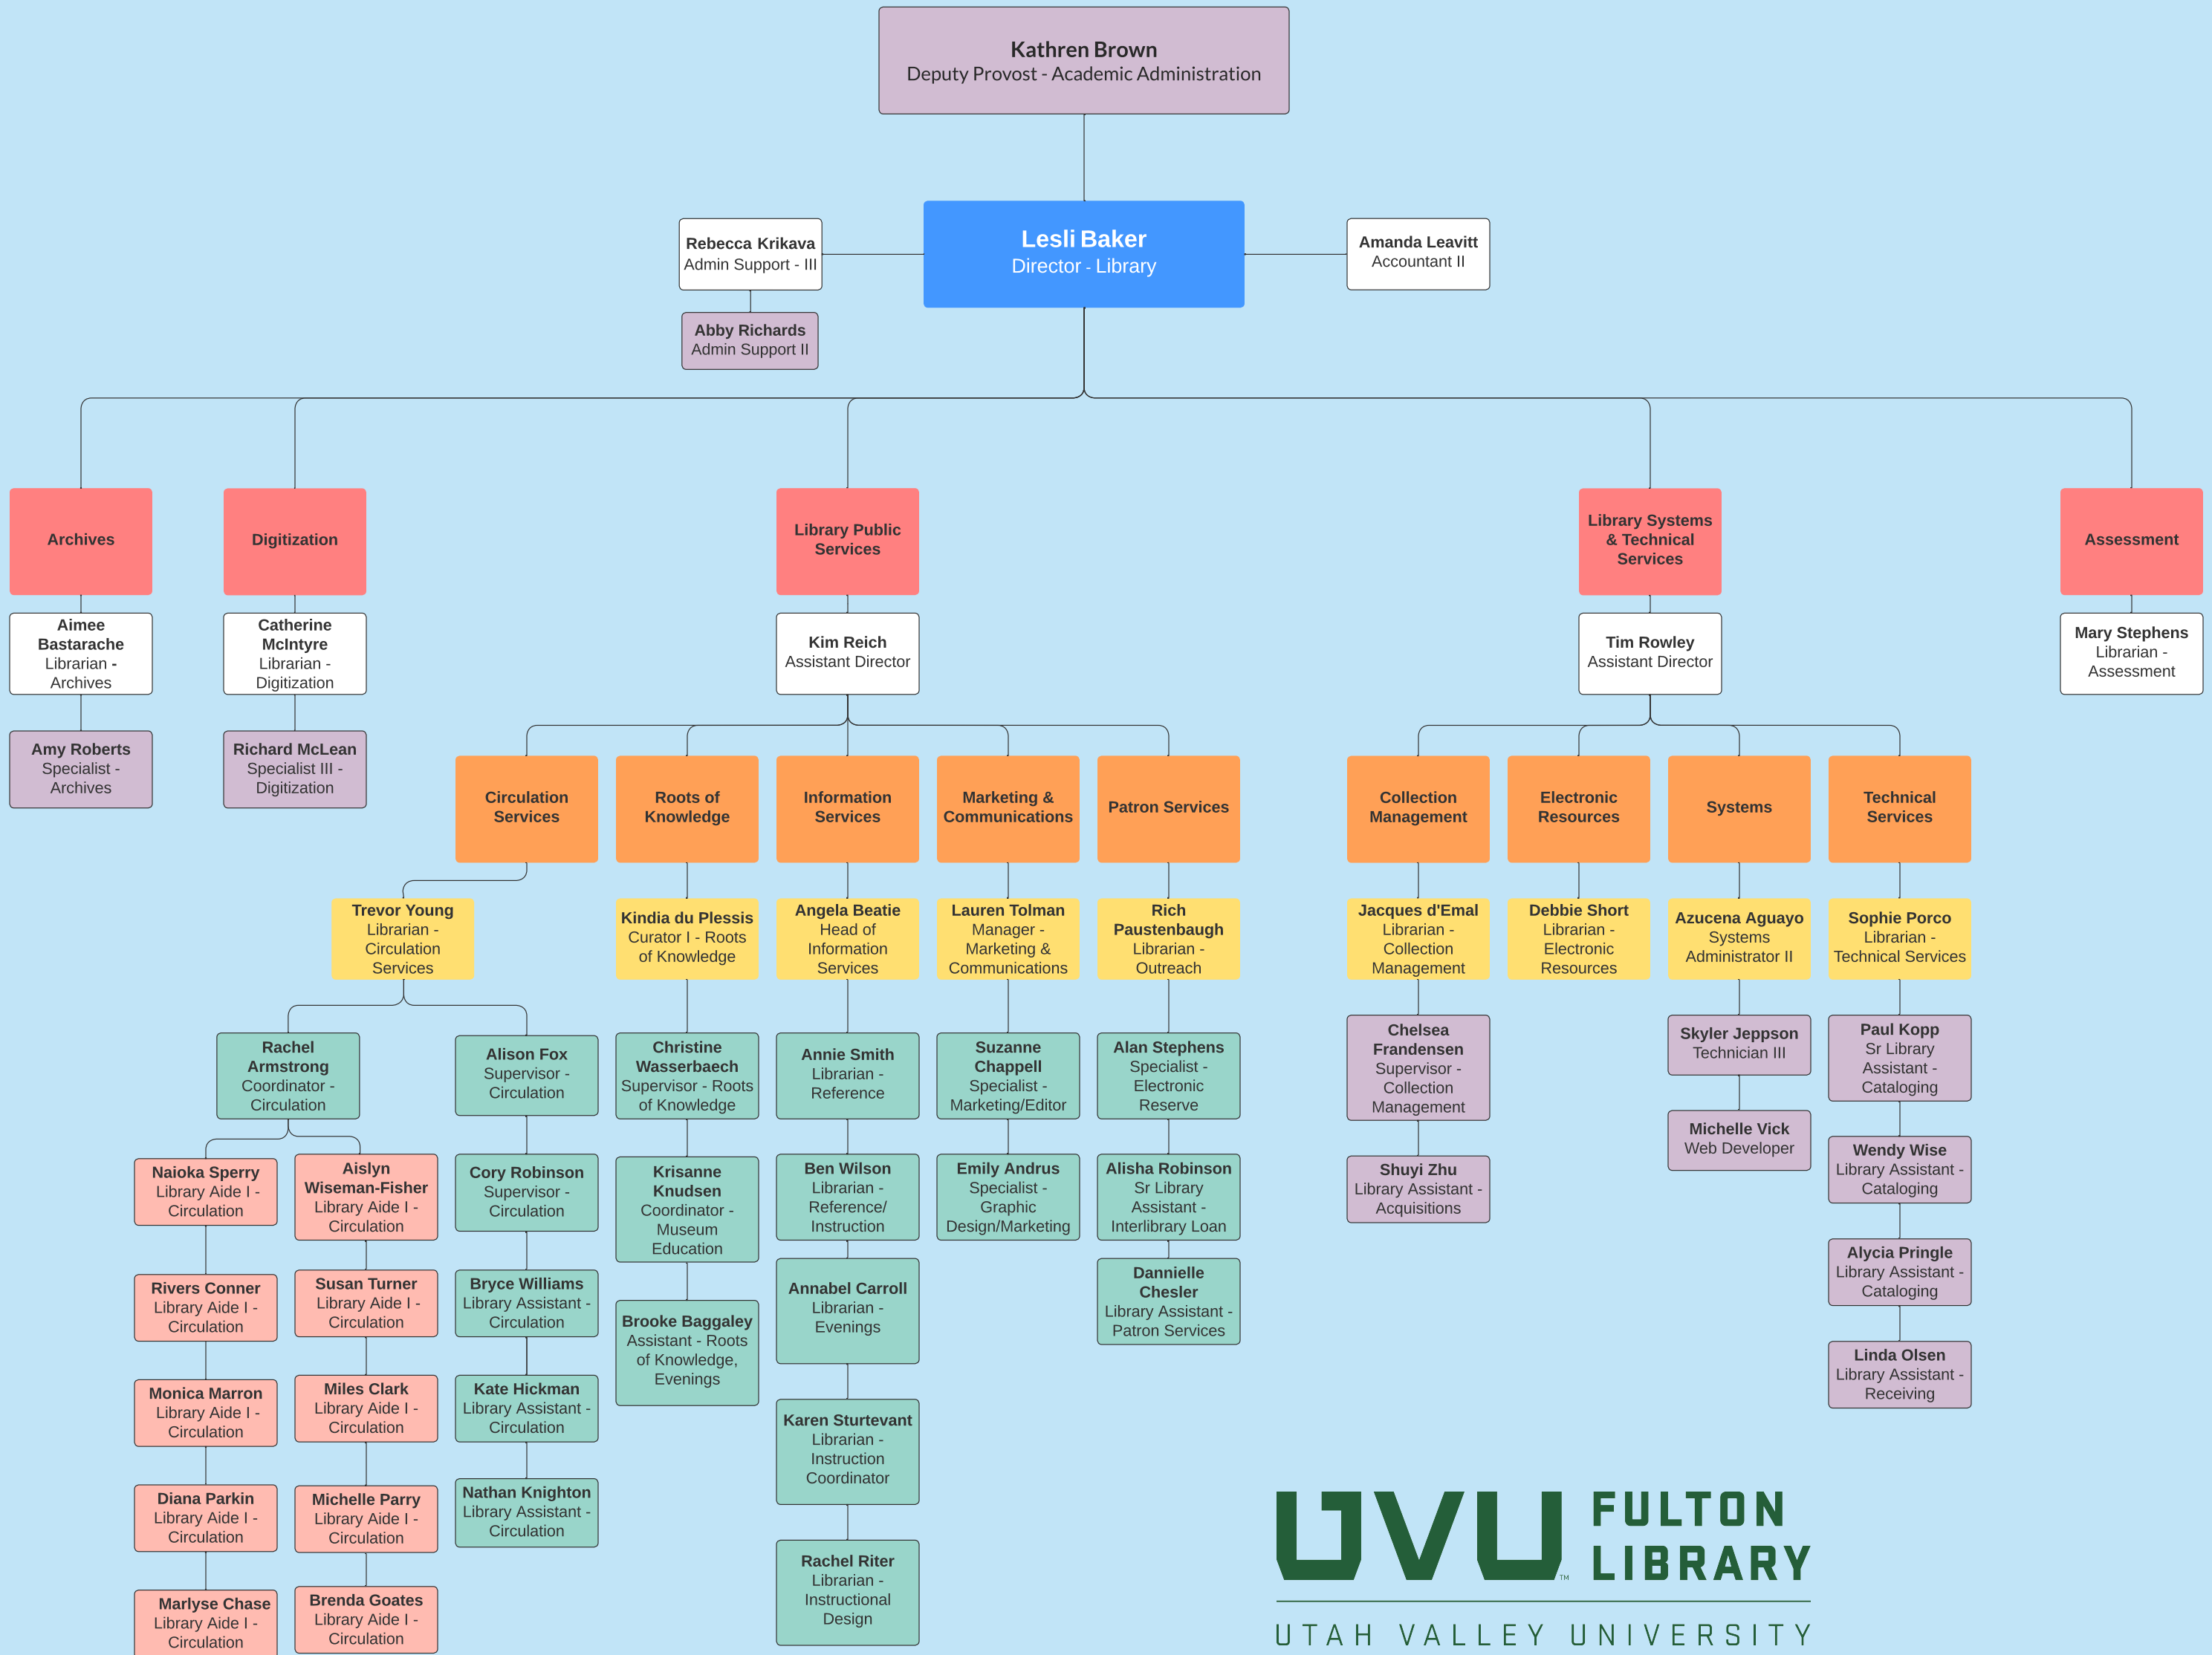 Kathren Brown
Deputy Provost - Academic Administration
Rebecca Krikava
Admin Support - III
Lesli Baker
Director - Library
Amanda Leavitt
Accountant II
Abby Richards
Admin Support II
Archives
Digitization
Library Public
Services
Library Systems
& Technical
Services
Assessment
Aimee
Bastarache
Librarian -
Archives
Catherine
McIntyre
Librarian -
Digitization
Kim Reich
Assistant Director
Tim Rowley
Assistant Director
Mary Stephens
Librarian -
Assessment
Amy Roberts
Specialist -
Archives
Richard McLean
Specialist III -
Digitization
Circulation
Services
Roots of
Knowledge
Information
Services
Marketing &
Communications
Patron Services
Collection
Management
Electronic
Resources
Systems
Technical
Services
Trevor Young
Librarian -
Circulation
Services
Kindia du Plessis
Curator I - Roots
of Knowledge
Angela Beatie
Head of
Information
Services
Lauren Tolman
Manager -
Marketing &
Communications
Rich
Paustenbaugh
Librarian -
Outreach
Jacques d'Emal
Librarian -
Collection
Management
Debbie Short
Librarian -
Electronic
Resources
Azucena Aguayo
Systems
Administrator II
Sophie Porco
Librarian -
Technical Services
Rachel
Armstrong
Coordinator -
Circulation
Alison Fox
Supervisor -
Circulation
Christine
Wasserbaech
Supervisor - Roots
of Knowledge
Annie Smith
Librarian -
Reference
Suzanne
Chappell
Specialist -
Marketing/Editor
Alan Stephens
Specialist -
Electronic
Reserve
Chelsea
Frandensen
Supervisor -
Collection
Management
Skyler Jeppson
Technician III
Paul Kopp
Sr Library
Assistant -
Cataloging
Naioka Sperry
Library Aide I -
Circulation
Aislyn
Wiseman-Fisher
Library Aide I -
Circulation
Cory Robinson
Supervisor -
Circulation
Krisanne
Knudsen
Coordinator -
Museum
Education
Ben Wilson
Librarian -
Reference/
Instruction
Emily Andrus
Specialist -
Graphic
Design/Marketing
Alisha Robinson
Sr Library
Assistant -
Interlibrary Loan
Shuyi Zhu
Library Assistant -
Acquisitions
Michelle Vick
Web Developer
Wendy Wise
Library Assistant -
Cataloging
Rivers Conner
Library Aide I -
Circulation
Susan Turner
Library Aide I -
Circulation
Bryce Williams
Library Assistant -
Circulation
Brooke Baggaley
Assistant - Roots
of Knowledge,
Evenings
Annabel Carroll
Librarian -
Evenings
Dannielle
Chesler
Library Assistant -
Patron Services
Alycia Pringle
Library Assistant -
Cataloging
Monica Marron
Library Aide I -
Circulation
Miles Clark
Library Aide I -
Circulation
Kate Hickman
Library Assistant -
Circulation
Karen Sturtevant
Librarian -
Instruction
Coordinator
Linda Olsen
Library Assistant -
Receiving
Diana Parkin
Library Aide I -
Circulation
Michelle Parry
Library Aide I -
Circulation
Nathan Knighton
Library Assistant -
Circulation
Rachel Riter
Librarian -
Instructional
Design
Marlyse Chase
Library Aide I -
Circulation
Brenda Goates
Library Aide I -
Circulation
UVU ™
FULTON
LIBRARY
UTAH VALLEY UNIVERSITY